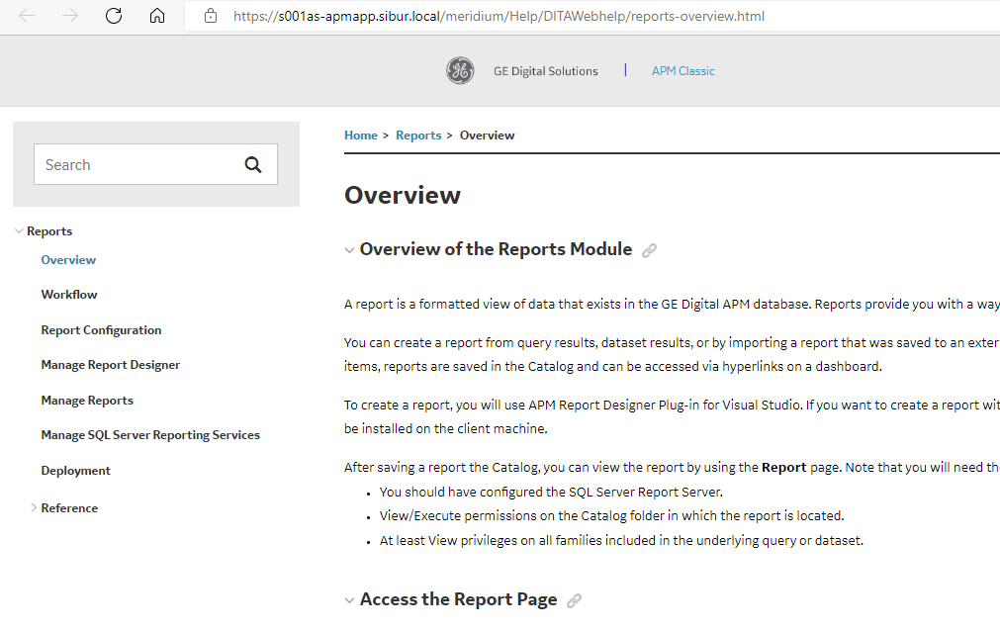 https://s001as-apmapp.sibur.local/meridium/Help/DITAWebhelp/reports-overview.html
GE Digital Solutions | APM Classic
Search
Reports
Overview
Workflow
Report Configuration
Manage Report Designer
Manage Reports
Manage SQL Server Reporting Services
Deployment
Reference
Home > Reports > Overview
Overview
Overview of the Reports Module
A report is a formatted view of data that exists in the GE Digital APM database. Reports provide you with a way
You can create a report from query results, dataset results, or by importing a report that was saved to an exter
items, reports are saved in the Catalog and can be accessed via hyperlinks on a dashboard.
To create a report, you will use APM Report Designer Plug-in for Visual Studio. If you want to create a report wit
be installed on the client machine.
After saving a report the Catalog, you can view the report by using the Report page. Note that you will need th
• You should have configured the SQL Server Report Server.
• View/Execute permissions on the Catalog folder in which the report is located.
• At least View privileges on all families included in the underlying query or dataset.
Access the Report Page